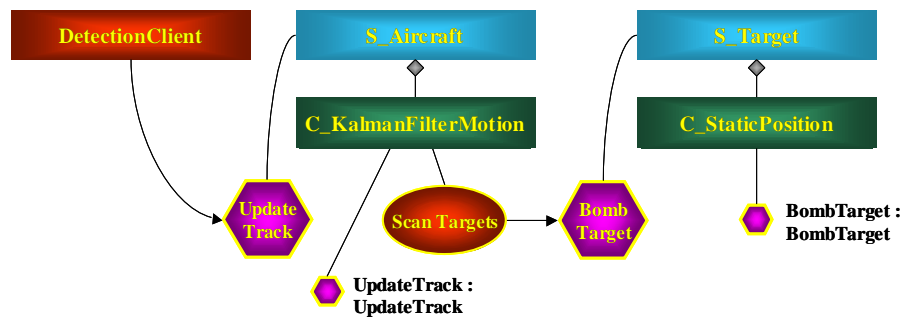 DetectionClient
S_Aircraft
S_Target
C_KalmanFilterMotion
C_StaticPosition
Update
Track
Scan Targets
Bomb
Target
BombTarget :
BombTarget
UpdateTrack :
UpdateTrack